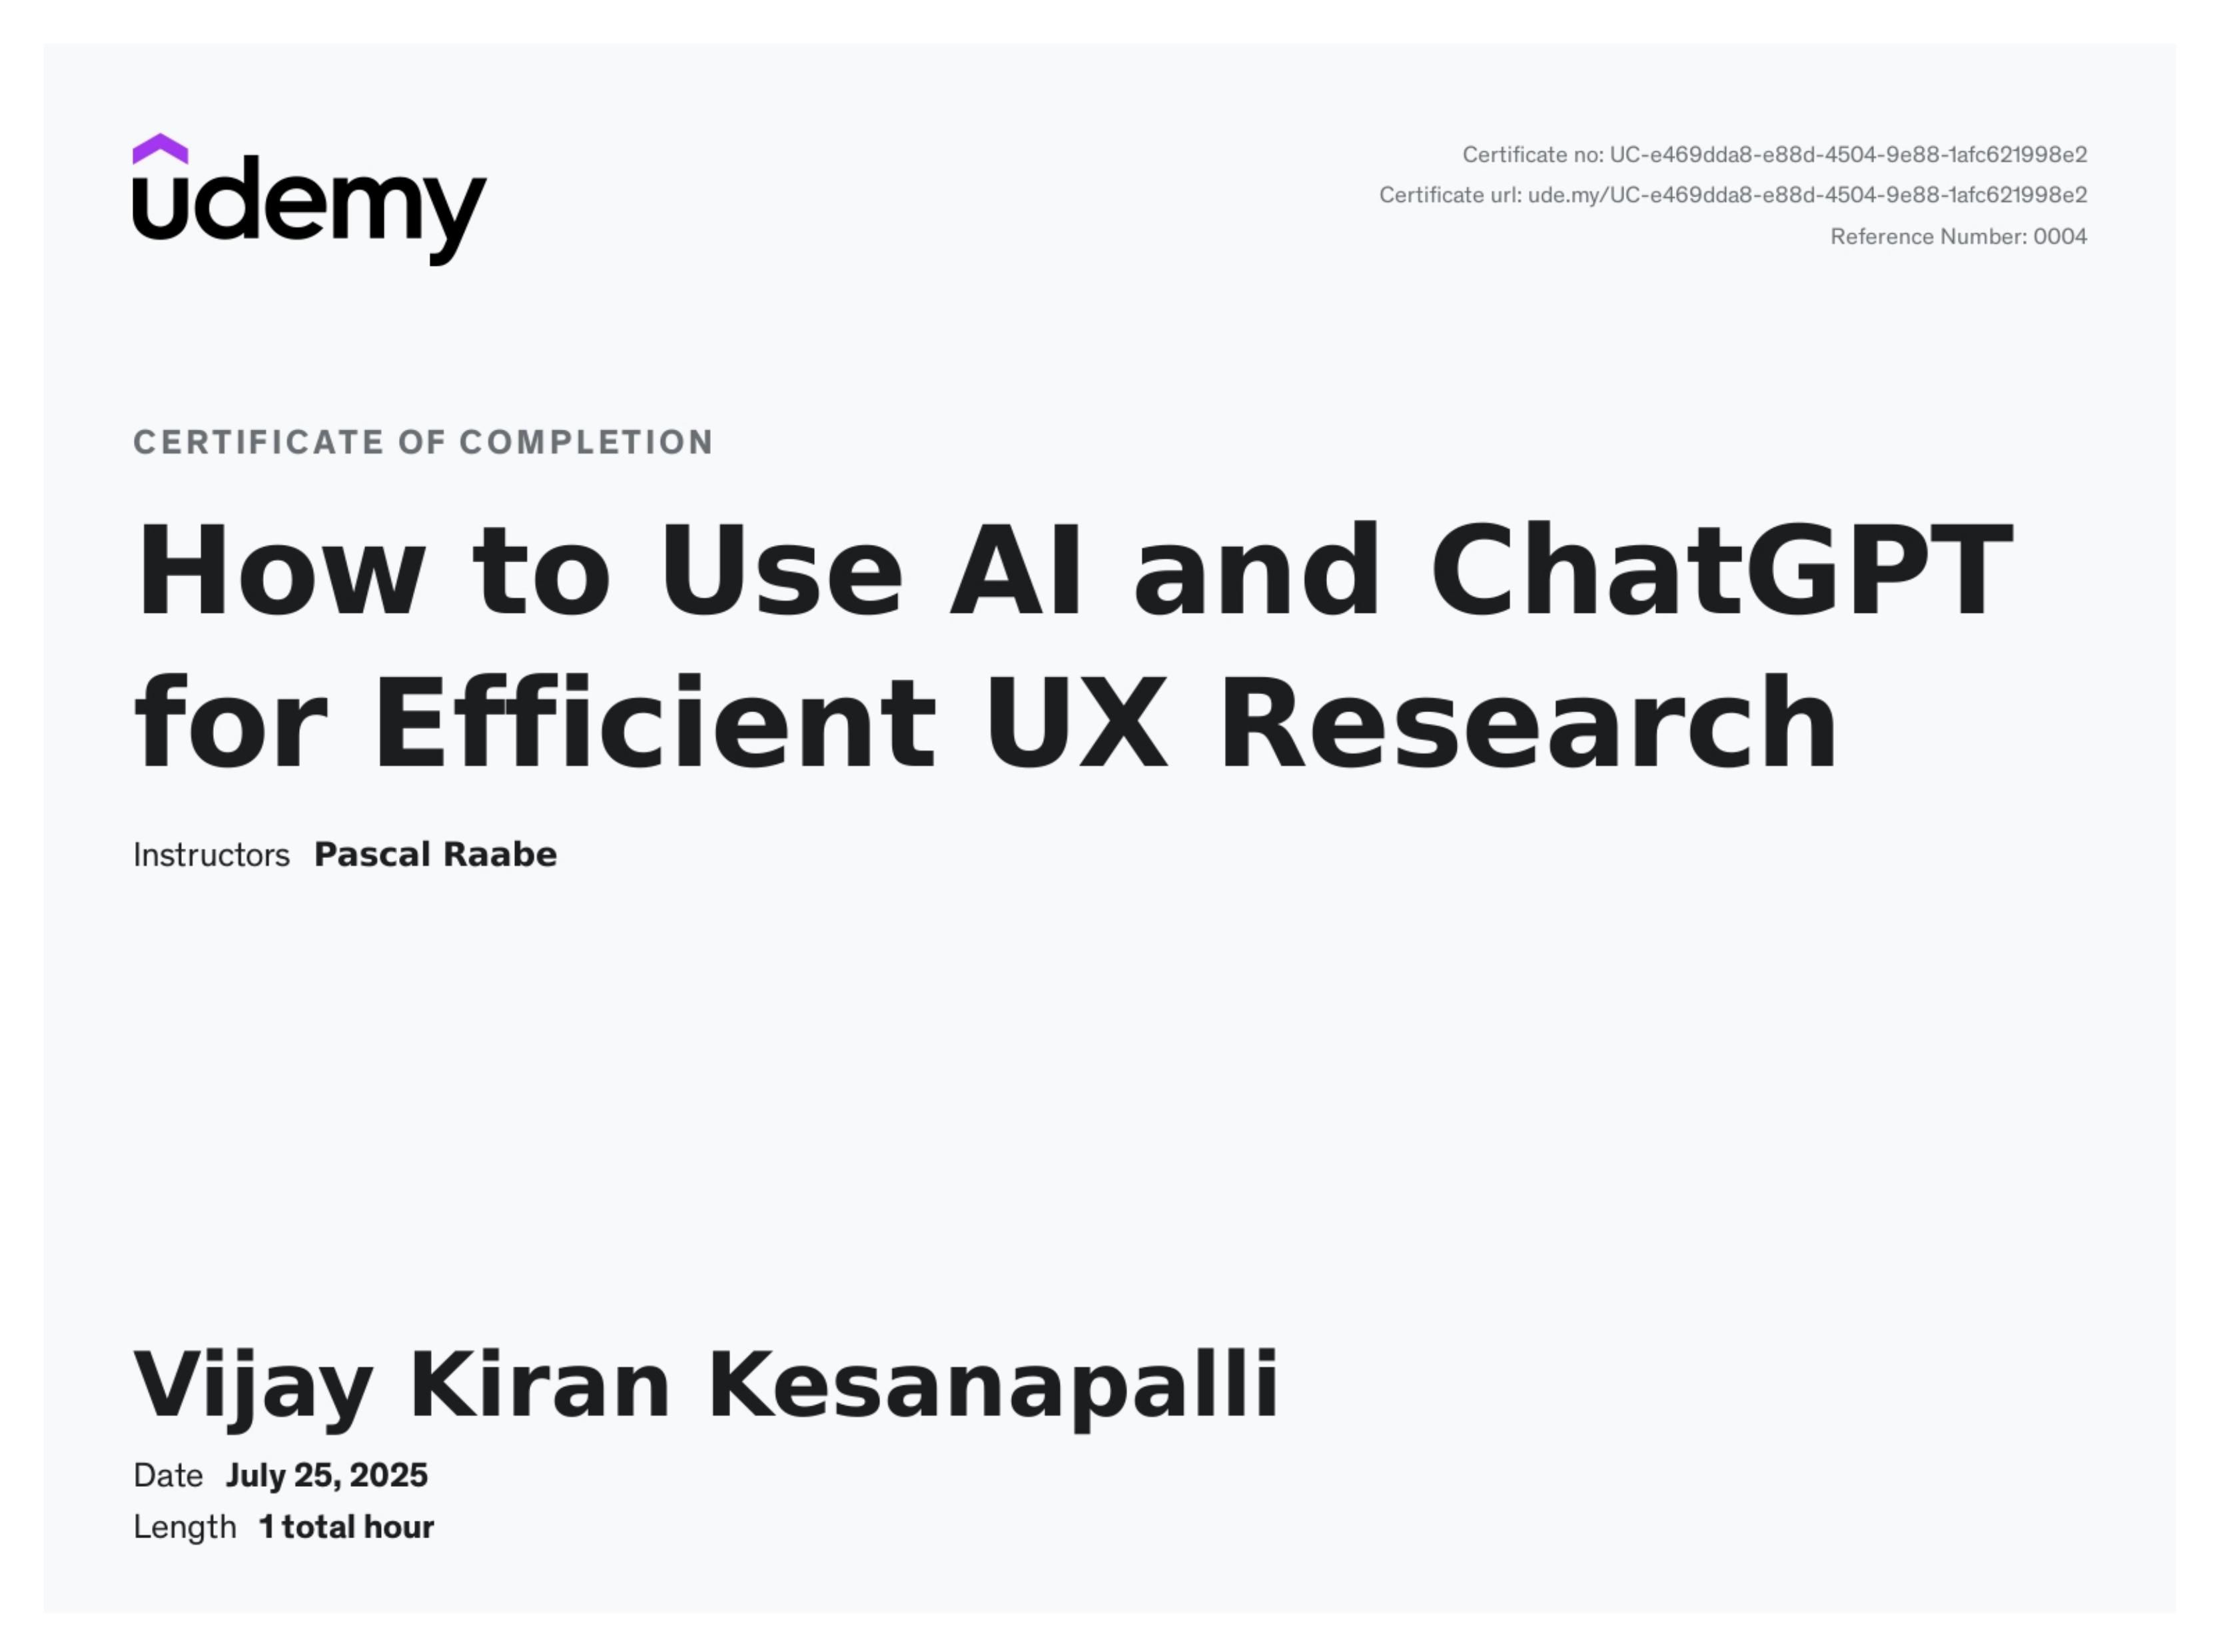 udemy
Certificate no: UC-e469dda8-e88d-4504-9e88-1afc621998e2
Certificate url: ude.my/UC-e469dda8-e88d-4504-9e88-1afc621998e2
Reference Number: 0004
CERTIFICATE OF COMPLETION
How to Use AI and ChatGPT
for Efficient UX Research
Instructors Pascal Raabe
Vijay Kiran Kesanapalli
Date July 25, 2025
Length 1 total hour